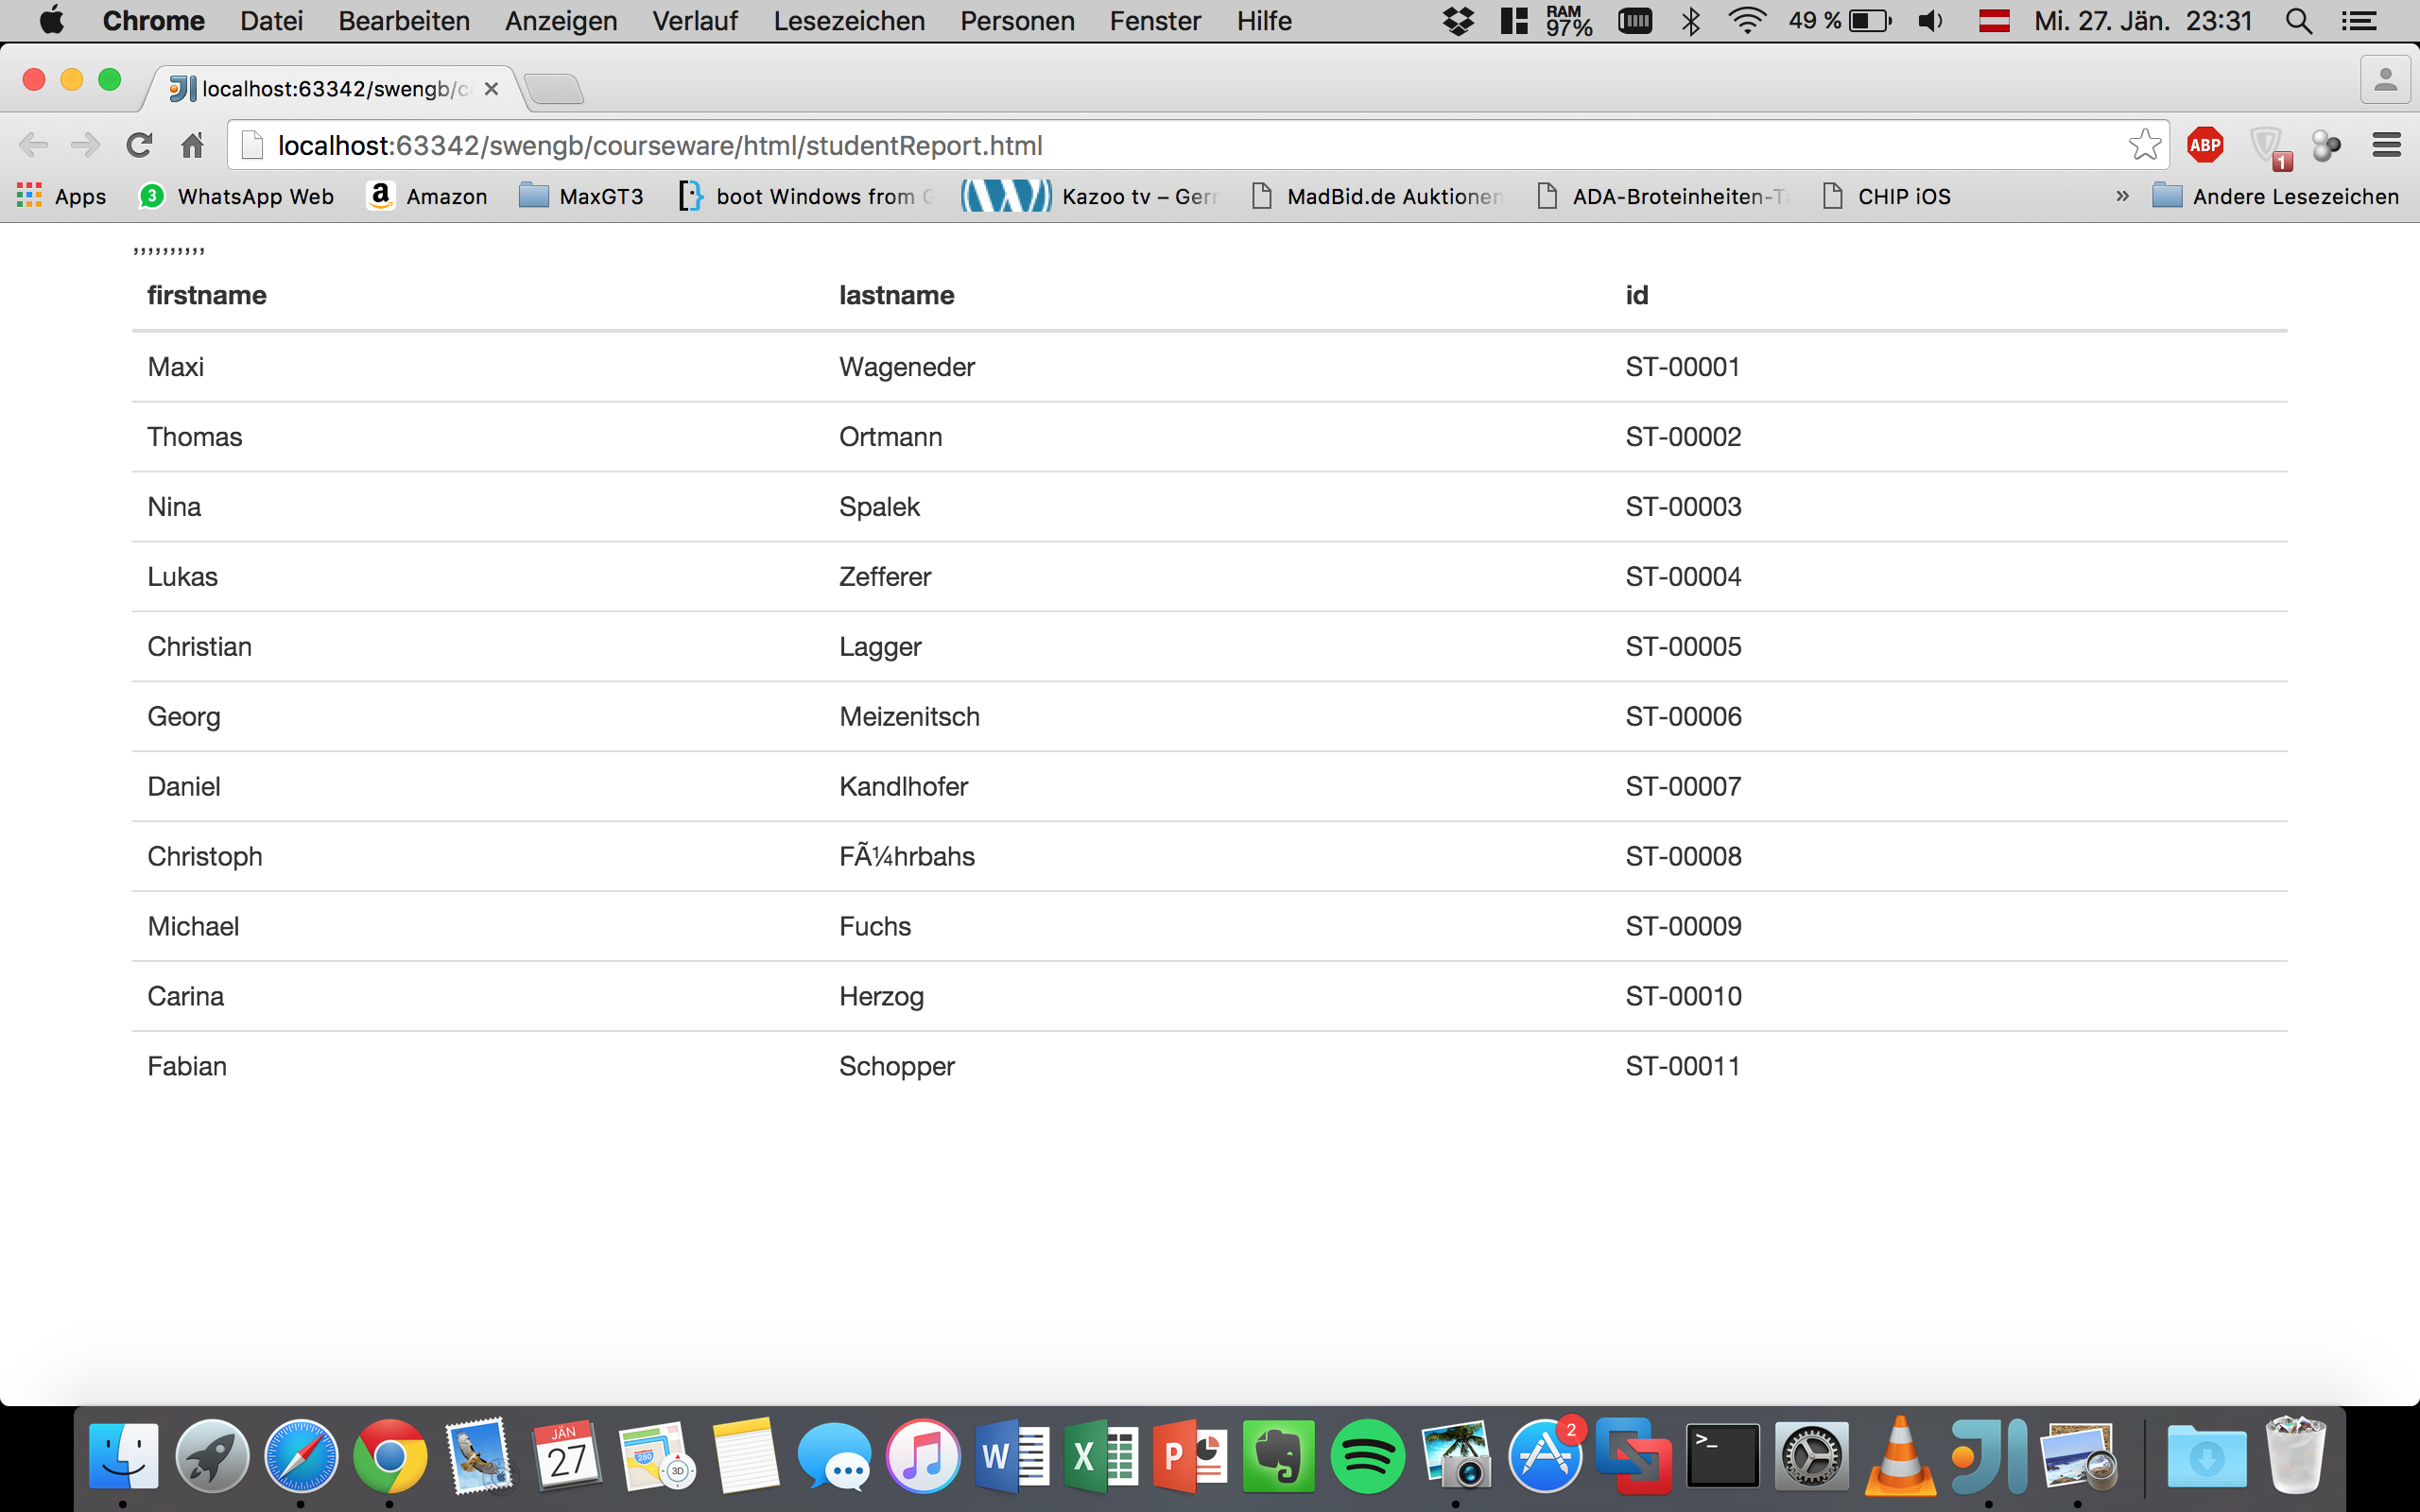 Chrome Datei Bearbeiten Anzeigen Verlauf Lesezeichen Personen Fenster Hilfe RAM 97% 49 % Mi. 27. Jän. 23:31
localhost:63342/swengb/c
localhost:63342/swengb/courseware/html/studentReport.html ABP 1
Apps 3 WhatsApp Web a Amazon MaxGT3 boot Windows from Kazoo tv – Ger MadBid.de Auktionen ADA-Broteinheiten-Ta CHIP iOS » Andere Lesezeichen
,,,,,,,,,,
firstname lastname id
Maxi Wageneder ST-00001
Thomas Ortmann ST-00002
Nina Spalek ST-00003
Lukas Zefferer ST-00004
Christian Lagger ST-00005
Georg Meizenitsch ST-00006
Daniel Kandlhofer ST-00007
Christoph FÃ¼hrbahs ST-00008
Michael Fuchs ST-00009
Carina Herzog ST-00010
Fabian Schopper ST-00011
JÄN 27 280 3D W X P 2 >_ JI